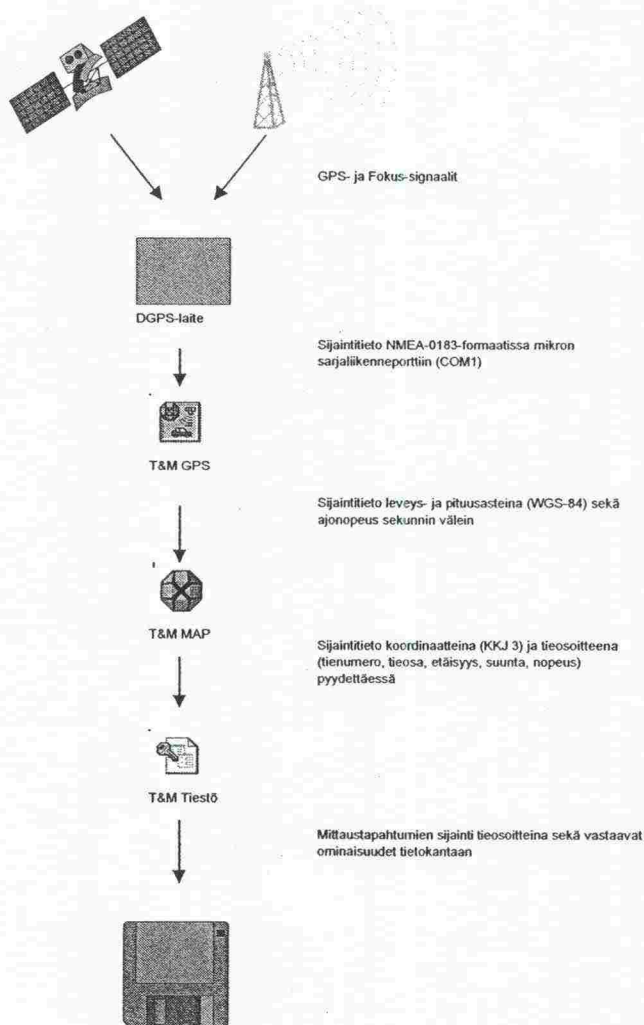 GPS- ja Fokus-signaalit
DGPS-laite
Sijaintitieto NMEA-0183-formaatissa mikron
sarjaliikenneporttiin (COM1)
T&M GPS
Sijaintitieto leveys- ja pituusasteina (WGS-84) sekä
ajonopeus sekunnin välein
T&M MAP
Sijaintitieto koordinaatteina (KKJ 3) ja tieosoitteena
(tienumero, tieosa, etäisyys, suunta, nopeus)
pyydettäessä
T&M Tiestö
Mittaustapahtumien sijainti tieosoitteina sekä vastaavat
ominaisuudet tietokantaan